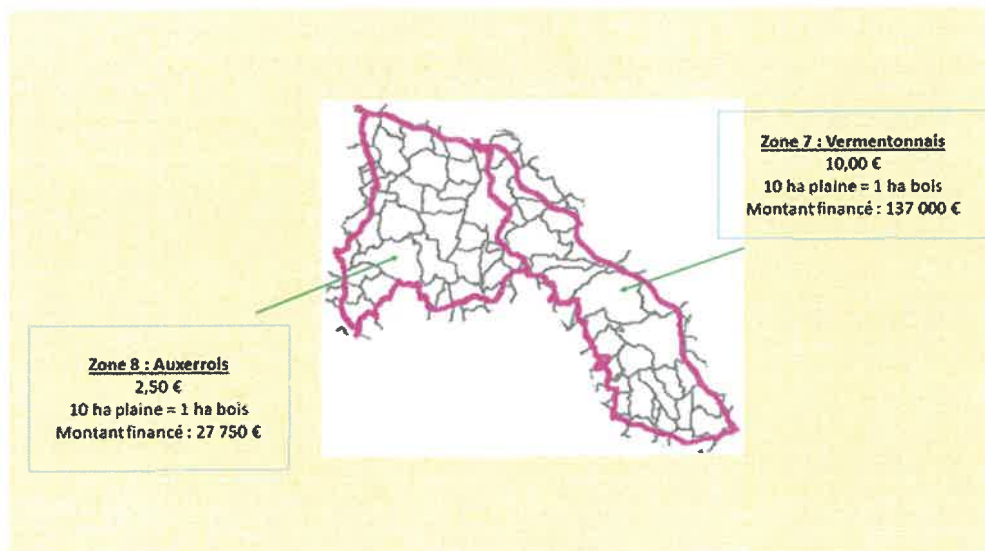 Zone 7 : Vermentonnais
10,00 €
10 ha plaine = 1 ha bois
Montant financé : 137 000 €
Zone 8 : Auxerrois
2,50 €
10 ha plaine = 1 ha bois
Montant financé : 27 750 €